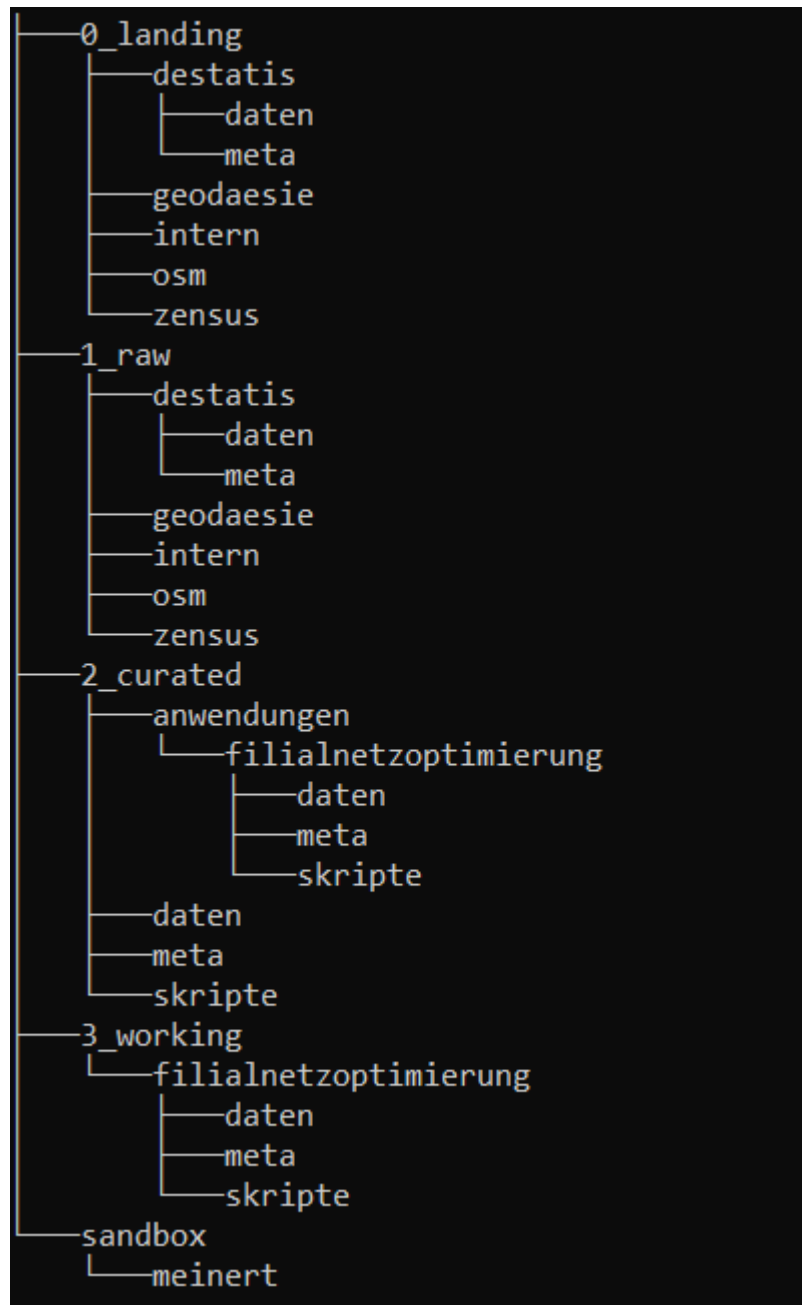 0_landing
destatis
daten
meta
geodaesie
intern
osm
zensus
1_raw
destatis
daten
meta
geodaesie
intern
osm
zensus
2_curated
anwendungen
filialnetzoptimierung
daten
meta
skripte
daten
meta
skripte
3_working
filialnetzoptimierung
daten
meta
skripte
sandbox
meinert